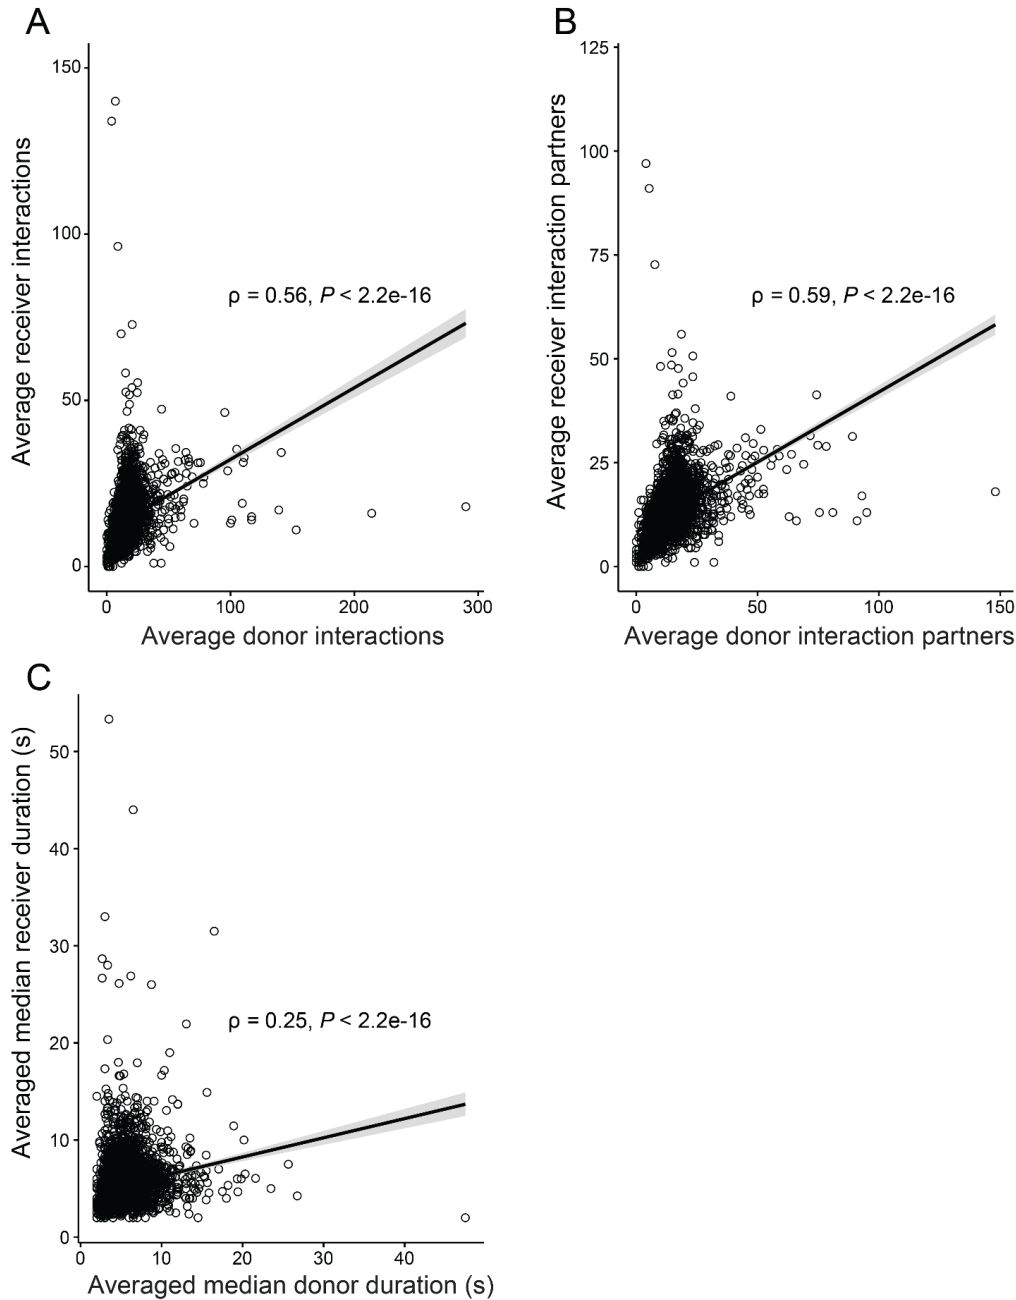 A
Average receiver interactions
150
100
50
0
ρ = 0.56, P < 2.2e-16
0 100 200 300
Average donor interactions
B
Average receiver interaction partners
125
100
75
50
25
0
ρ = 0.59, P < 2.2e-16
0 50 100 150
Average donor interaction partners
C
Averaged median receiver duration (s)
50
40
30
20
10
0
ρ = 0.25, P < 2.2e-16
0 10 20 30 40
Averaged median donor duration (s)